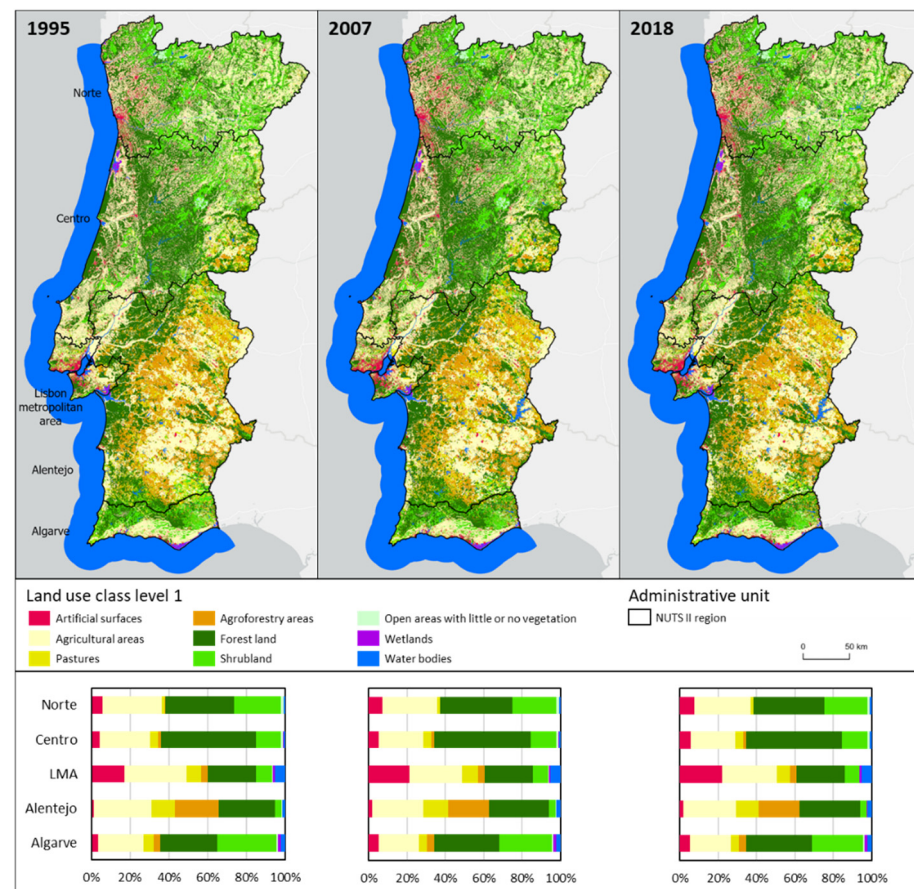 1995
2007
2018
Norte
Centro
Lisbon
metropolitan
area
Alentejo
Algarve
Land use class level 1
Artificial surfaces
Agricultural areas
Pastures
Agroforestry areas
Forest land
Shrubland
Open areas with little or no vegetation
Wetlands
Water bodies
Administrative unit
NUTS II region
0 50 km
Norte
Centro
LMA
Alentejo
Algarve
0% 20% 40% 60% 80% 100%
0% 20% 40% 60% 80% 100%
0% 20% 40% 60% 80% 100%